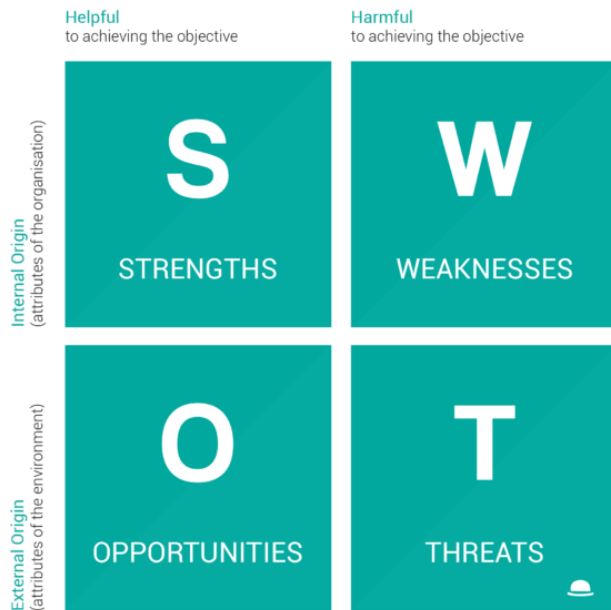 Helpful
to achieving the objective
Harmful
to achieving the objective
Internal Origin
(attributes of the organisation)
S
STRENGTHS
W
WEAKNESSES
External Origin
(attributes of the environment)
O
OPPORTUNITIES
T
THREATS